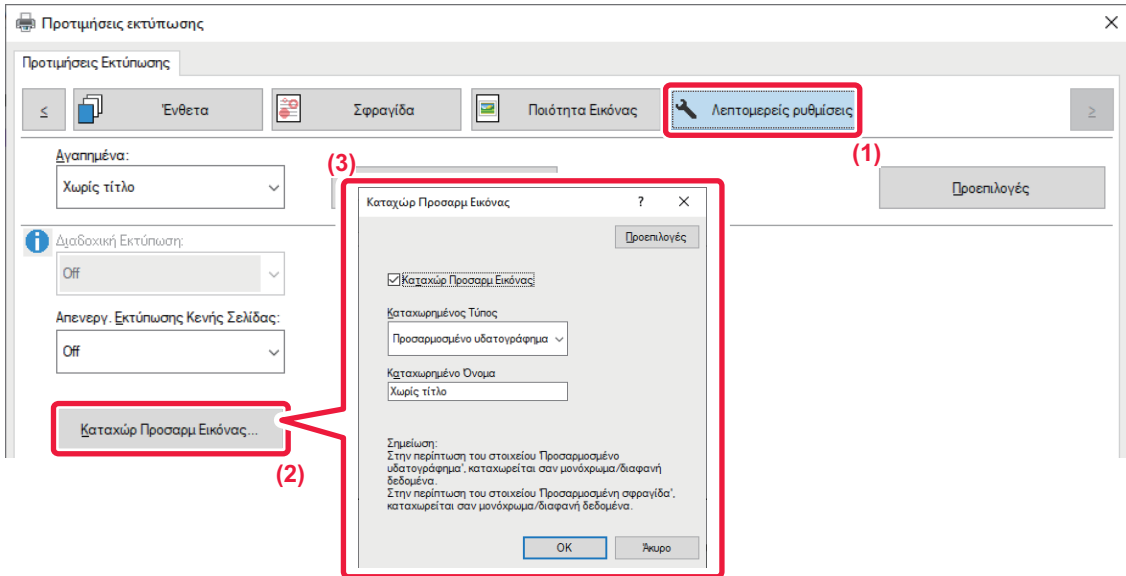 Προτιμήσεις εκτύπωσης
Προτιμήσεις Εκτύπωσης
<
Ένθετα
Σφραγίδα
Ποιότητα Εικόνας
Λεπτομερείς ρυθμίσεις
>
(1)
Αγαπημένα:
Χωρίς τίτλο
Προεπιλογές
Διαδοχική Εκτύπωση:
Off
Απενεργ. Εκτύπωσης Κενής Σελίδας:
Off
Καταχώρ Προσαρμ Εικόνας...
(2)
(3)
Καταχώρ Προσαρμ Εικόνας
?
Προεπιλογές
Καταχώρ Προσαρμ Εικόνας
Καταχωρημένος Τύπος
Προσαρμοσμένο υδατογράφημα
Καταχωρημένο Όνομα
Χωρίς τίτλο
Σημείωση:
Στην περίπτωση του στοιχείου 'Προσαρμοσμένο
υδατογράφημα', καταχωρείται σαν μονόχρωμα/διαφανή
δεδομένα.
Στην περίπτωση του στοιχείου 'Προσαρμοσμένη σφραγίδα',
καταχωρείται σαν μονόχρωμα/διαφανή δεδομένα.
OK
Άκυρο